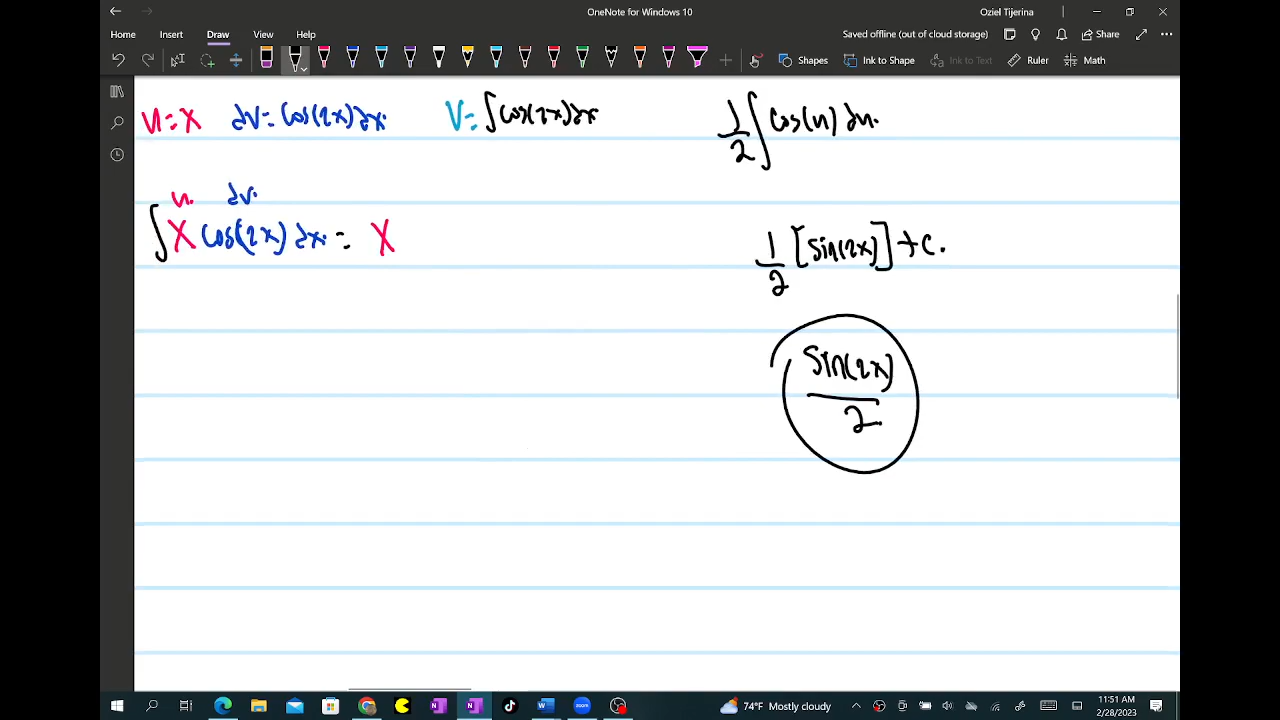 OneNote for Windows 10
Oziel Tijerina
Home Insert Draw View Help
Saved offline (out of cloud storage)
Share
Shapes Ink to Shape Ink to Text Ruler Math
u=x dv=cos(2x)dx. v=∫cos(2x)dx
1/2 ∫cos(u) du.
u. dv.
∫x cos(2x) dx. = x
1/2 [sin(2x)] + c.
sin(2x)/2
74°F Mostly cloudy
11:51 AM
2/28/2023
zoom